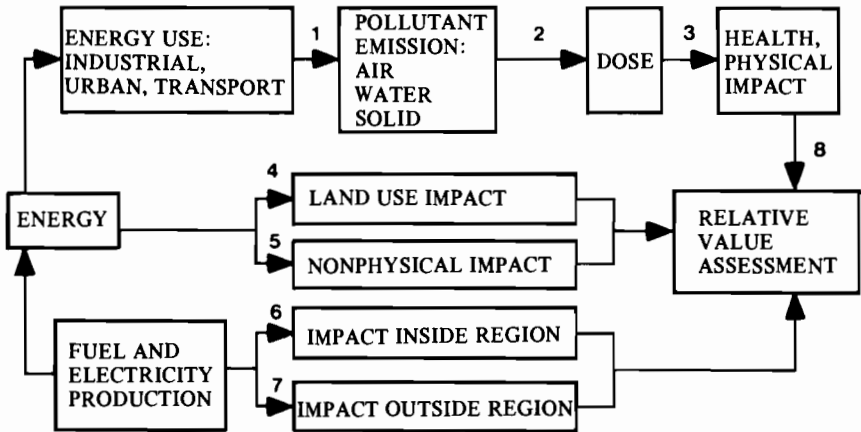 ENERGY USE:
INDUSTRIAL,
URBAN, TRANSPORT
1
POLLUTANT
EMISSION:
AIR
WATER
SOLID
2
DOSE
3
HEALTH,
PHYSICAL
IMPACT
8
ENERGY
4
LAND USE IMPACT
5
NONPHYSICAL IMPACT
RELATIVE
VALUE
ASSESSMENT
FUEL AND
ELECTRICITY
PRODUCTION
6
IMPACT INSIDE REGION
7
IMPACT OUTSIDE REGION